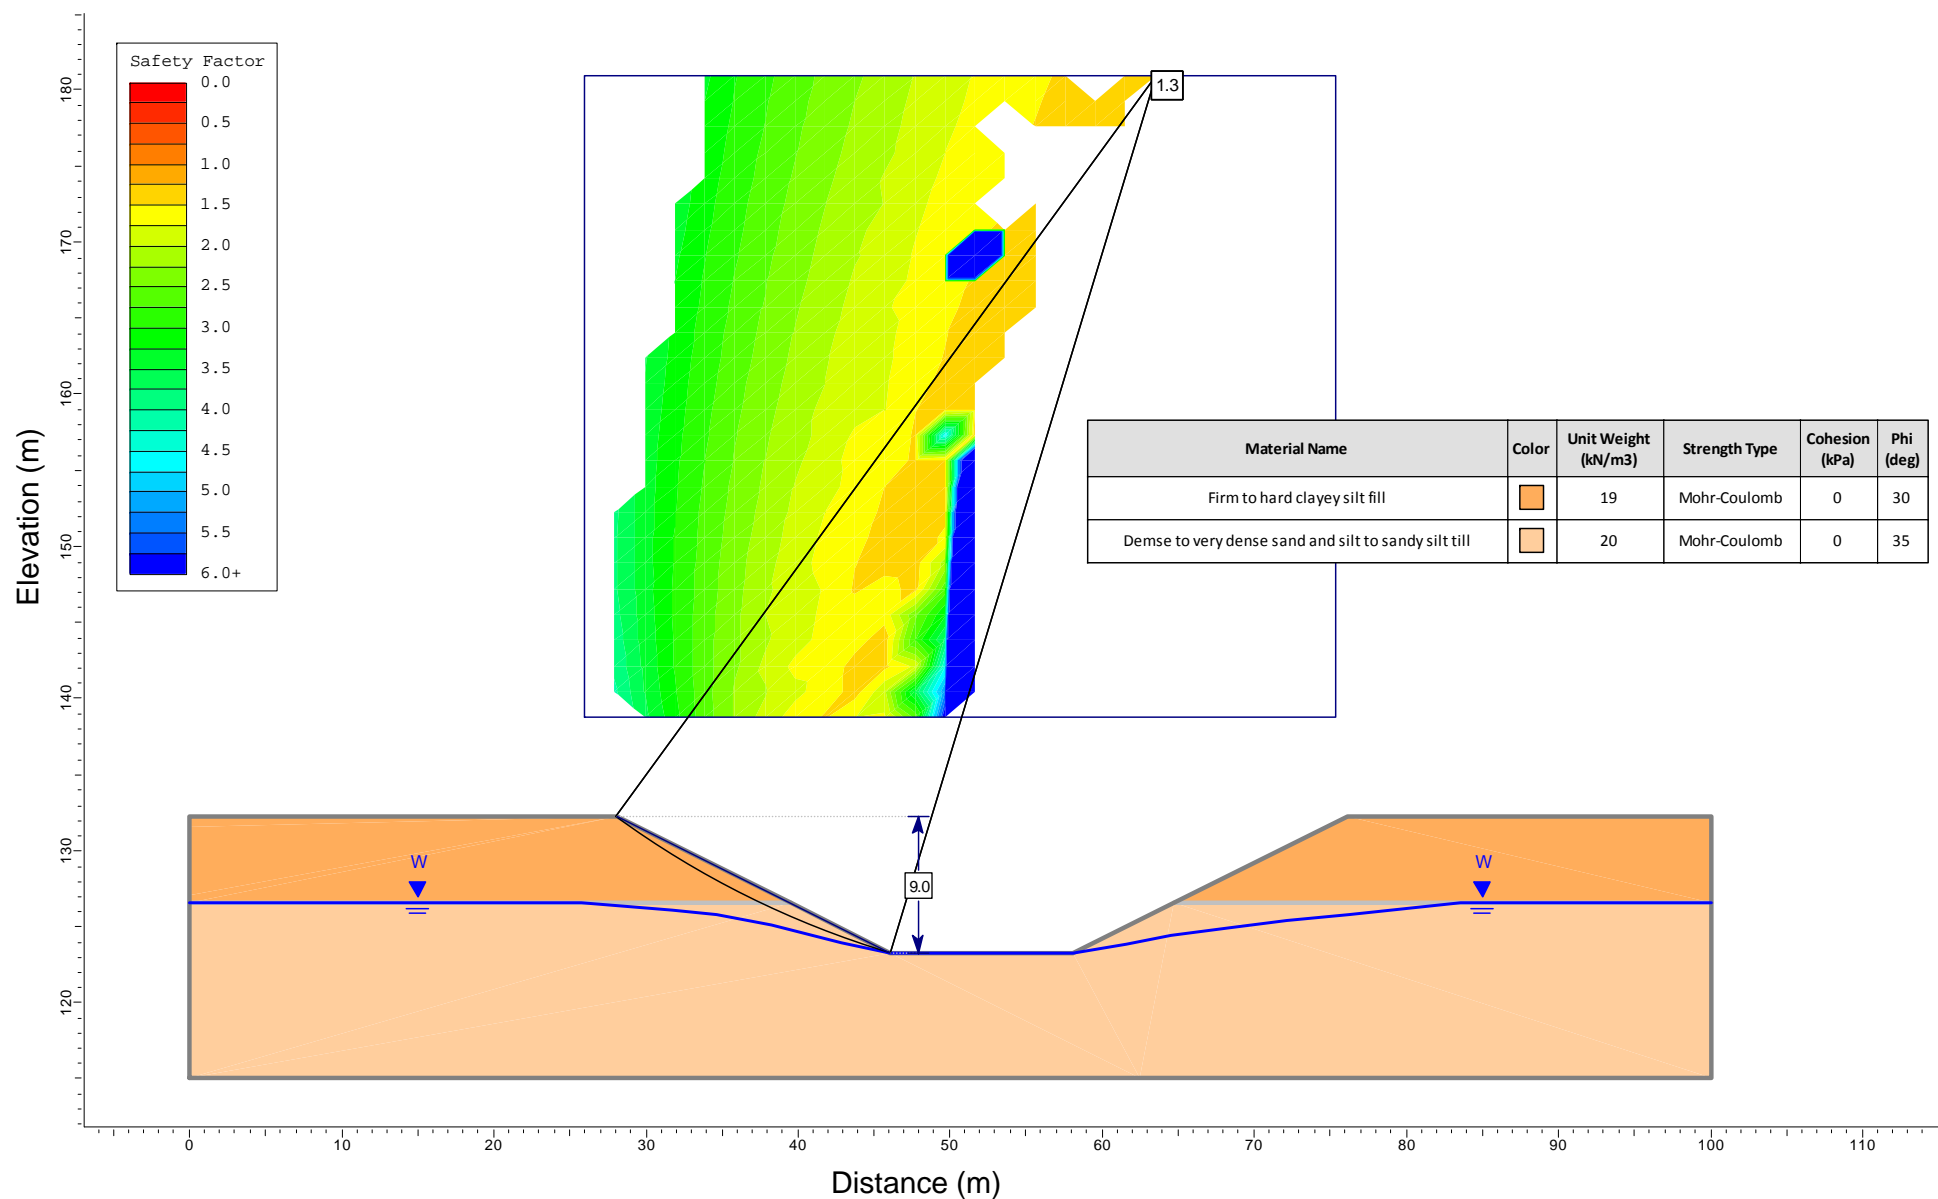 Safety Factor
0.0
0.5
1.0
1.5
2.0
2.5
3.0
3.5
4.0
4.5
5.0
5.5
6.0+
1.3
Material Name Color Unit Weight (kN/m3) Strength Type Cohesion (kPa) Phi (deg)
Firm to hard clayey silt fill 19 Mohr-Coulomb 0 30
Demse to very dense sand and silt to sandy silt till 20 Mohr-Coulomb 0 35
Elevation (m)
180
170
160
150
140
130
120
W
W
9.0
0 10 20 30 40 50 60 70 80 90 100 110
Distance (m)